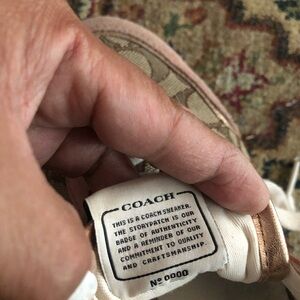 COACH
THIS IS A COACH SNEAKER.
THE STORYPATCH IS OUR
BADGE OF AUTHENTICITY
AND A REMINDER OF OUR
COMMITMENT TO QUALITY
AND CRAFTSMANSHIP.
Nº 0900